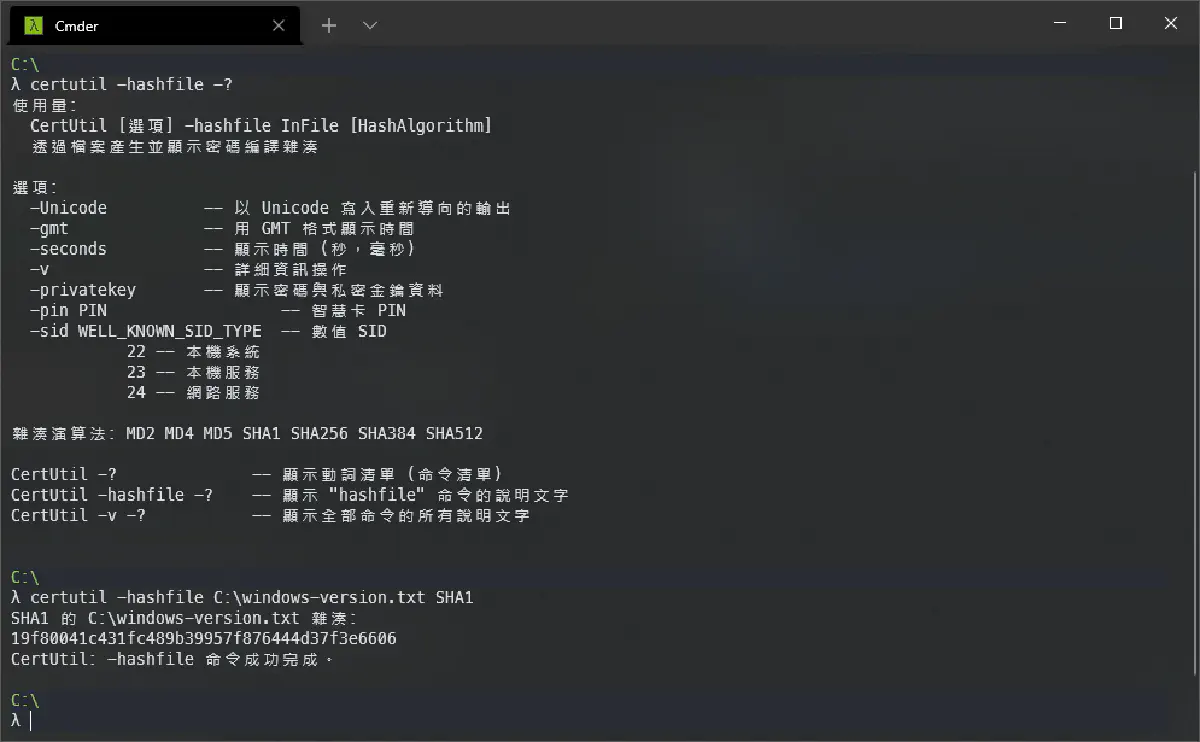 Cmder
C:\
λ certutil -hashfile -?
使用量:
CertUtil [選項] -hashfile InFile [HashAlgorithm]
透過檔案產生並顯示密碼編譯雜湊
選項:
-Unicode -- 以 Unicode 寫入重新導向的輸出
-gmt -- 用 GMT 格式顯示時間
-seconds -- 顯示時間 (秒，毫秒)
-v -- 詳細資訊操作
-privatekey -- 顯示密碼與私密金鑰資料
-pin PIN -- 智慧卡 PIN
-sid WELL_KNOWN_SID_TYPE -- 數值 SID
22 -- 本機系統
23 -- 本機服務
24 -- 網路服務
雜湊演算法: MD2 MD4 MD5 SHA1 SHA256 SHA384 SHA512
CertUtil -? -- 顯示動詞清單 (命令清單)
CertUtil -hashfile -? -- 顯示 "hashfile" 命令的說明文字
CertUtil -v -? -- 顯示全部命令的所有說明文字
C:\
λ certutil -hashfile C:\windows-version.txt SHA1
SHA1 的 C:\windows-version.txt 雜湊:
19f80041c431fc489b39957f876444d37f3e6606
CertUtil: -hashfile 命令成功完成。
C:\
λ